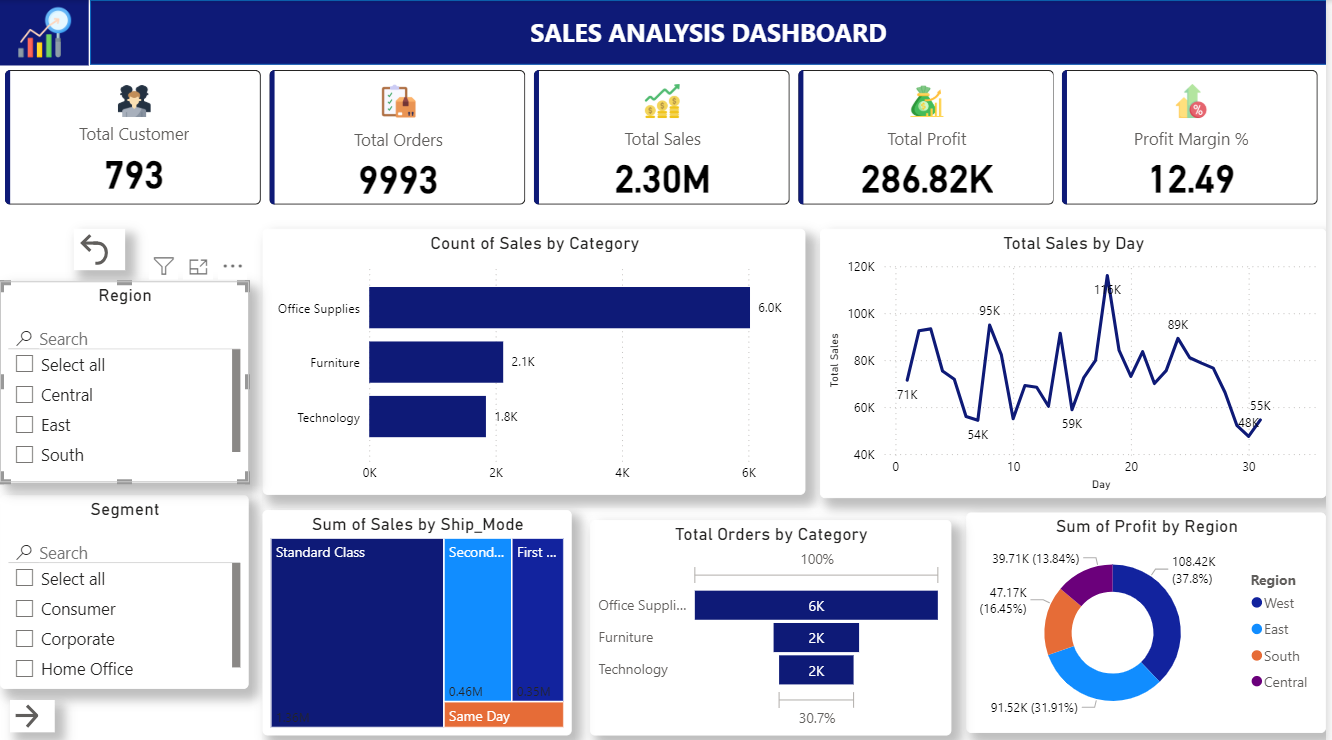 SALES ANALYSIS DASHBOARD
Total Customer
793
Total Orders
9993
Total Sales
2.30M
Total Profit
286.82K
Profit Margin %
12.49
Region
Search
Select all
Central
East
South
Segment
Search
Select all
Consumer
Corporate
Home Office
Count of Sales by Category
Office Supplies
6.0K
Furniture
2.1K
Technology
1.8K
0K 2K 4K 6K
Total Sales by Day
Total Sales
120K
100K
80K
60K
40K
71K
54K
95K
59K
89K
48K
55K
0 10 20 30
Day
Sum of Sales by Ship_Mode
Standard Class
Second...
First ...
0.46M
0.35M
Same Day
Total Orders by Category
100%
Office Suppli...
6K
Furniture
2K
Technology
2K
30.7%
Sum of Profit by Region
39.71K (13.84%)
108.42K
(37.8%)
47.17K
(16.45%)
91.52K (31.91%)
Region
West
East
South
Central